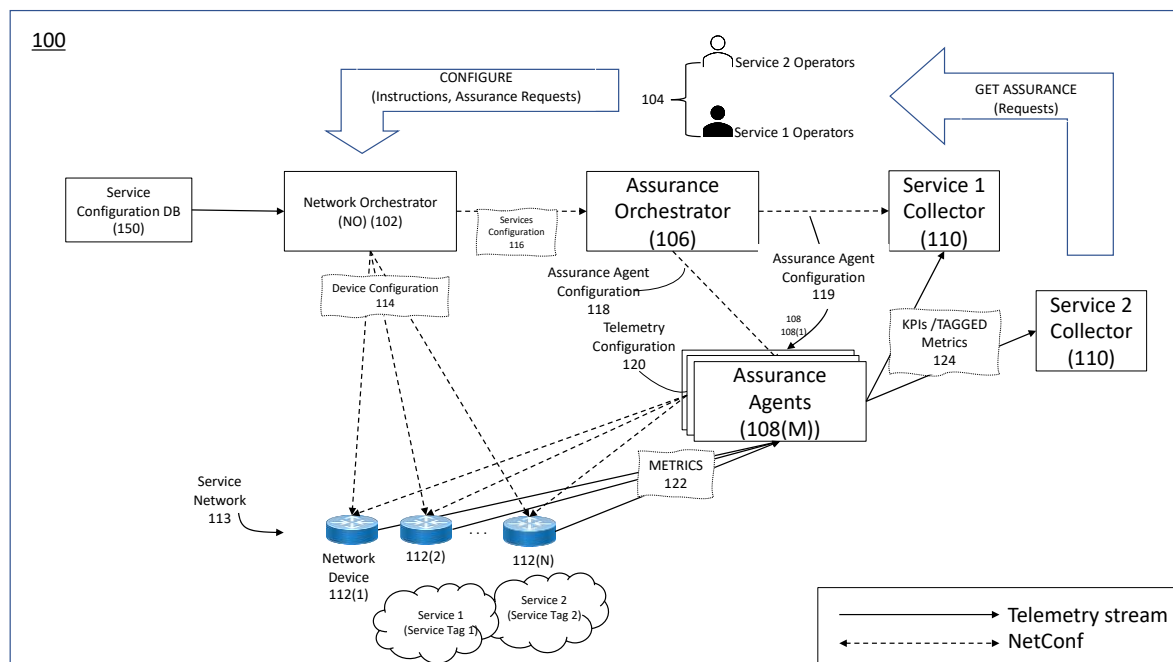 100
CONFIGURE
(Instructions, Assurance Requests)
104
Service 2 Operators
Service 1 Operators
GET ASSURANCE
(Requests)
Service
Configuration DB
(150)
Network Orchestrator
(NO) (102)
Services
Configuration
116
Assurance
Orchestrator
(106)
Service 1
Collector
(110)
Device Configuration
114
Assurance Agent
Configuration
118
Assurance Agent
Configuration
119
Telemetry
Configuration
120
108
108(1)
Assurance
Agents
(108(M))
KPIs /TAGGED
Metrics
124
Service 2
Collector
(110)
METRICS
122
Service
Network
113
Network
Device
112(1)
112(2)
...
112(N)
Service 1
(Service Tag 1)
Service 2
(Service Tag 2)
Telemetry stream
NetConf